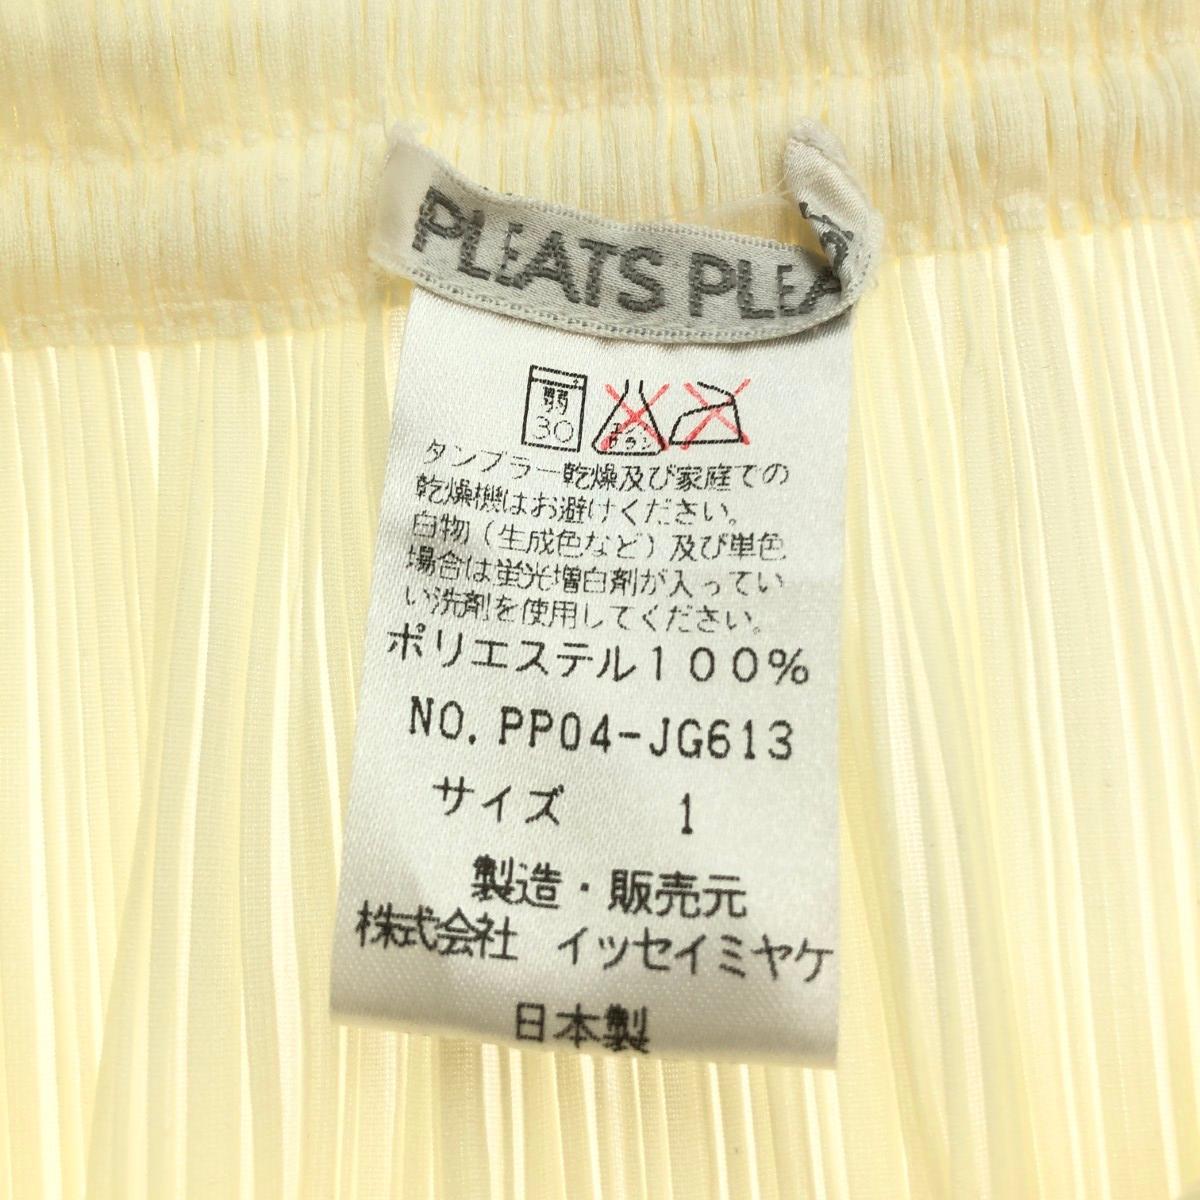 PLEATS PLEA
弱
30
エンソ
サラシ
タンブラー乾燥及び家庭での
乾燥機はお避けください。
白物(生成色など)及び単色
場合は蛍光増白剤が入ってい
い洗剤を使用してください。
ポリエステル100%
NO.PP04-JG613
サイズ 1
製造・販売元
株式会社 イッセイミヤケ
日本製